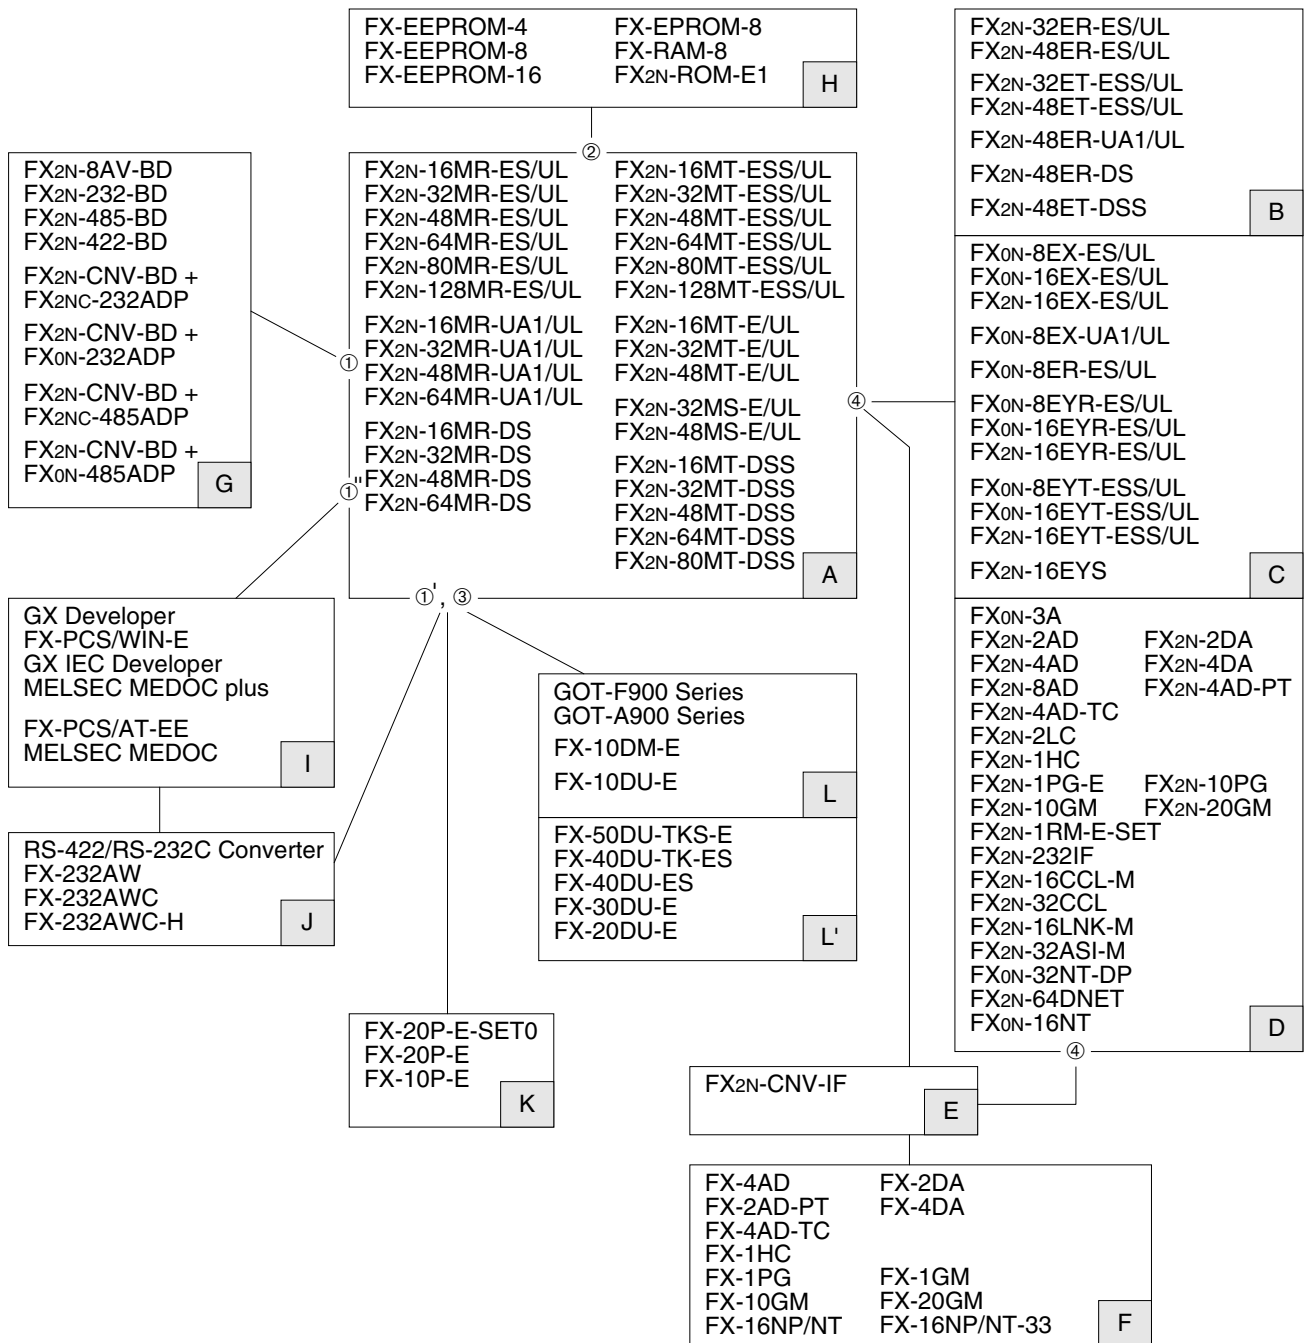 FX-EEPROM-4 FX-EPROM-8
FX-EEPROM-8 FX-RAM-8
FX-EEPROM-16 FX2N-ROM-E1
H
②
FX2N-8AV-BD
FX2N-232-BD
FX2N-485-BD
FX2N-422-BD
FX2N-CNV-BD +
FX2NC-232ADP
FX2N-CNV-BD +
FX0N-232ADP
FX2N-CNV-BD +
FX2NC-485ADP
FX2N-CNV-BD +
FX0N-485ADP
G
①
①"
FX2N-16MR-ES/UL FX2N-16MT-ESS/UL
FX2N-32MR-ES/UL FX2N-32MT-ESS/UL
FX2N-48MR-ES/UL FX2N-48MT-ESS/UL
FX2N-64MR-ES/UL FX2N-64MT-ESS/UL
FX2N-80MR-ES/UL FX2N-80MT-ESS/UL
FX2N-128MR-ES/UL FX2N-128MT-ESS/UL
FX2N-16MR-UA1/UL FX2N-16MT-E/UL
FX2N-32MR-UA1/UL FX2N-32MT-E/UL
FX2N-48MR-UA1/UL FX2N-48MT-E/UL
FX2N-64MR-UA1/UL
FX2N-32MS-E/UL
FX2N-16MR-DS FX2N-48MS-E/UL
FX2N-32MR-DS FX2N-16MT-DSS
FX2N-48MR-DS FX2N-32MT-DSS
FX2N-64MR-DS FX2N-48MT-DSS
FX2N-64MT-DSS
FX2N-80MT-DSS
A
①', ③
④
FX2N-32ER-ES/UL
FX2N-48ER-ES/UL
FX2N-32ET-ESS/UL
FX2N-48ET-ESS/UL
FX2N-48ER-UA1/UL
FX2N-48ER-DS
FX2N-48ET-DSS
B
FX0N-8EX-ES/UL
FX0N-16EX-ES/UL
FX2N-16EX-ES/UL
FX0N-8EX-UA1/UL
FX0N-8ER-ES/UL
FX0N-8EYR-ES/UL
FX0N-16EYR-ES/UL
FX2N-16EYR-ES/UL
FX0N-8EYT-ESS/UL
FX0N-16EYT-ESS/UL
FX2N-16EYT-ESS/UL
FX2N-16EYS
C
FX0N-3A
FX2N-2AD FX2N-2DA
FX2N-4AD FX2N-4DA
FX2N-8AD FX2N-4AD-PT
FX2N-4AD-TC
FX2N-2LC
FX2N-1HC
FX2N-1PG-E FX2N-10PG
FX2N-10GM FX2N-20GM
FX2N-1RM-E-SET
FX2N-232IF
FX2N-16CCL-M
FX2N-32CCL
FX2N-16LNK-M
FX2N-32ASI-M
FX0N-32NT-DP
FX2N-64DNET
FX0N-16NT
D
④
GX Developer
FX-PCS/WIN-E
GX IEC Developer
MELSEC MEDOC plus
FX-PCS/AT-EE
MELSEC MEDOC
I
RS-422/RS-232C Converter
FX-232AW
FX-232AWC
FX-232AWC-H
J
GOT-F900 Series
GOT-A900 Series
FX-10DM-E
FX-10DU-E
L
FX-50DU-TKS-E
FX-40DU-TK-ES
FX-40DU-ES
FX-30DU-E
FX-20DU-E
L'
FX-20P-E-SET0
FX-20P-E
FX-10P-E
K
FX2N-CNV-IF
E
FX-4AD FX-2DA
FX-2AD-PT FX-4DA
FX-4AD-TC
FX-1HC
FX-1PG FX-1GM
FX-10GM FX-20GM
FX-16NP/NT FX-16NP/NT-33
F